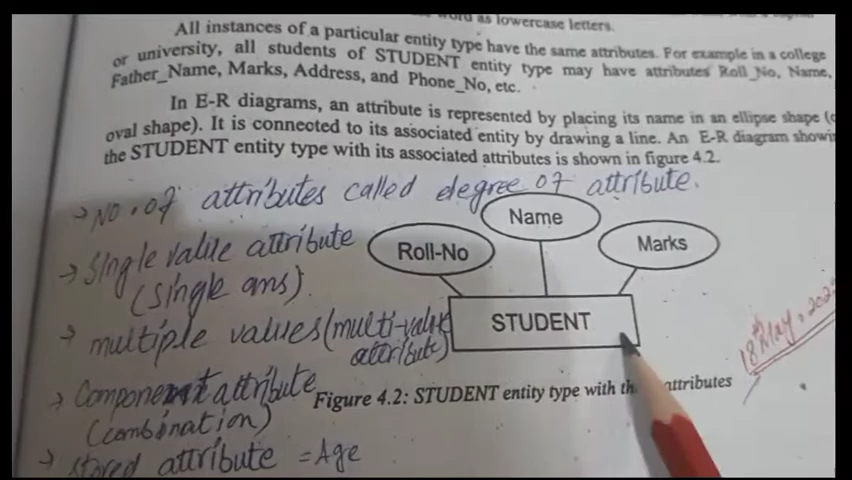 word as lowercase letters.
All instances of a particular entity type have the same attributes. For example in a college
or university, all students of STUDENT entity type may have attributes Roll_No, Name,
Father_Name, Marks, Address, and Phone_No, etc.
In E-R diagrams, an attribute is represented by placing its name in an ellipse shape (
oval shape). It is connected to its associated entity by drawing a line. An E-R diagram showi
the STUDENT entity type with its associated attributes is shown in figure 4.2.
→ No. of attributes called degree of attribute.
Name
Roll-No
Marks
→ Single value attribute
(single ans).
STUDENT
→ multiple values (multi-value
attribute)
18 May, 202
→ Component attribute
(combination)
Figure 4.2: STUDENT entity type with attributes
→ Stored attribute = Age